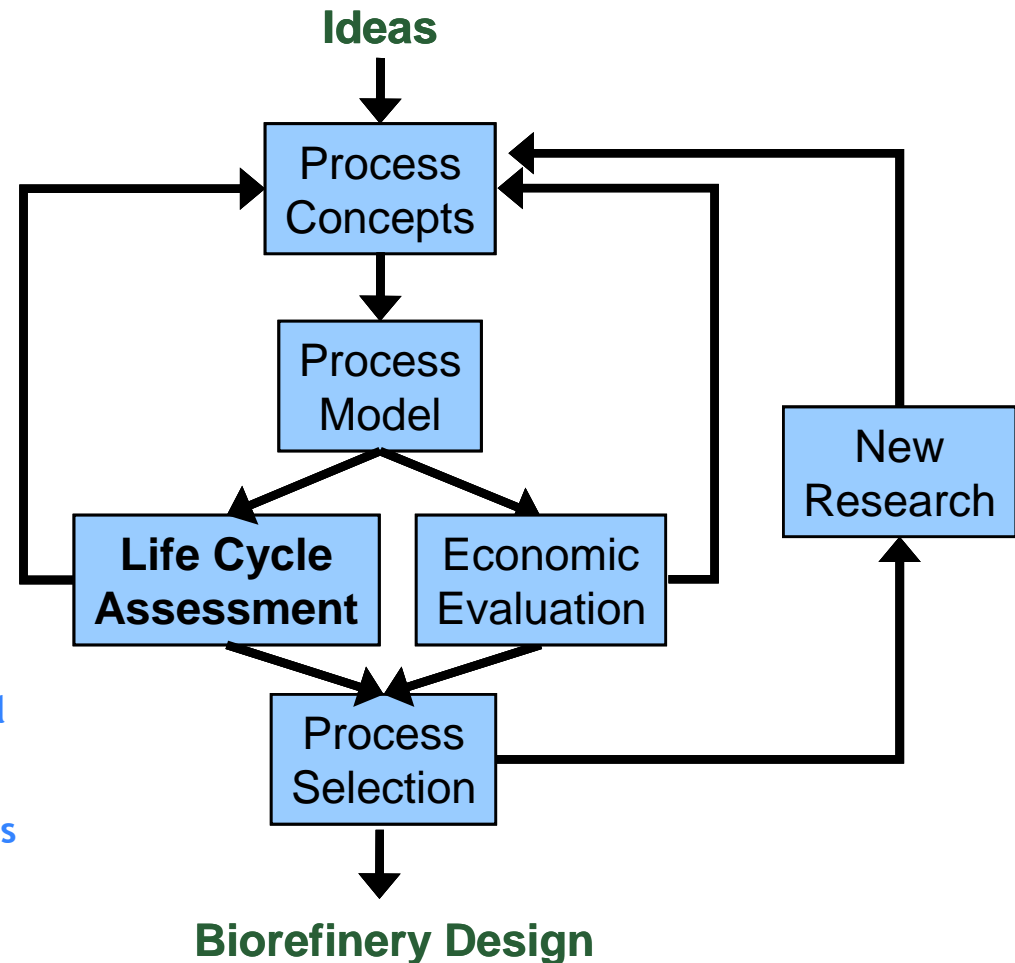 Ideas
Process
Concepts
Process
Model
New
Research
Life Cycle
Assessment
Economic
Evaluation
Process
Selection
Biorefinery Design